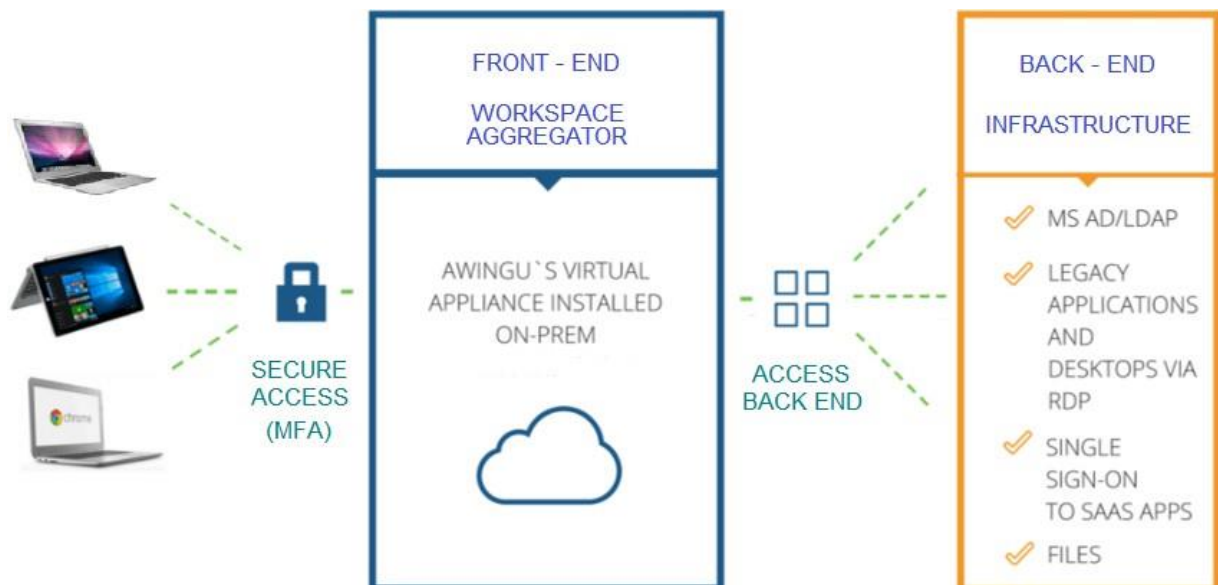 chrome
SECURE
ACCESS
(MFA)
FRONT - END
WORKSPACE
AGGREGATOR
AWINGU`S VIRTUAL
APPLIANCE INSTALLED
ON-PREM
ACCESS
BACK END
BACK - END
INFRASTRUCTURE
MS AD/LDAP
LEGACY
APPLICATIONS
AND
DESKTOPS VIA
RDP
SINGLE
SIGN-ON
TO SAAS APPS
FILES